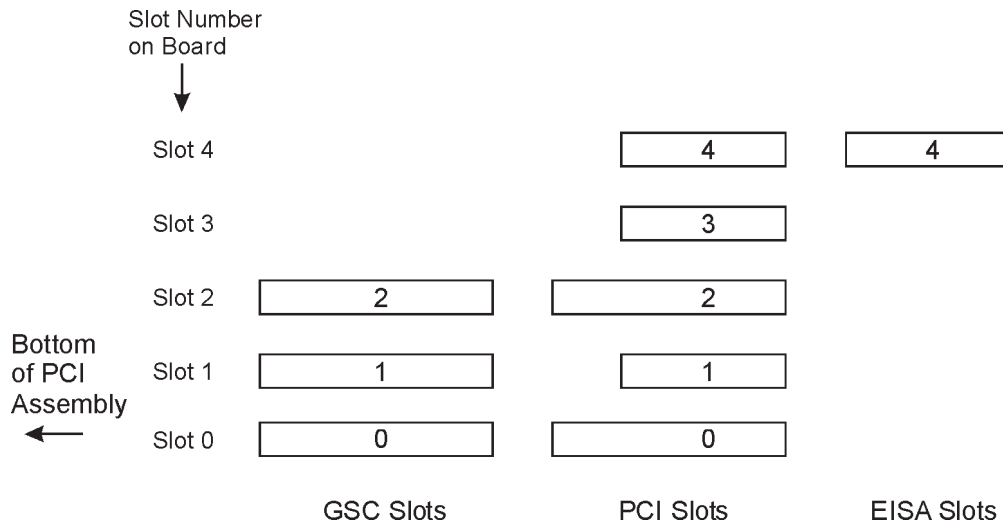 Slot Number
on Board
Slot 4
4
4
Slot 3
3
Slot 2
2
2
Bottom
of PCI
Assembly
Slot 1
1
1
Slot 0
0
0
GSC Slots
PCI Slots
EISA Slots